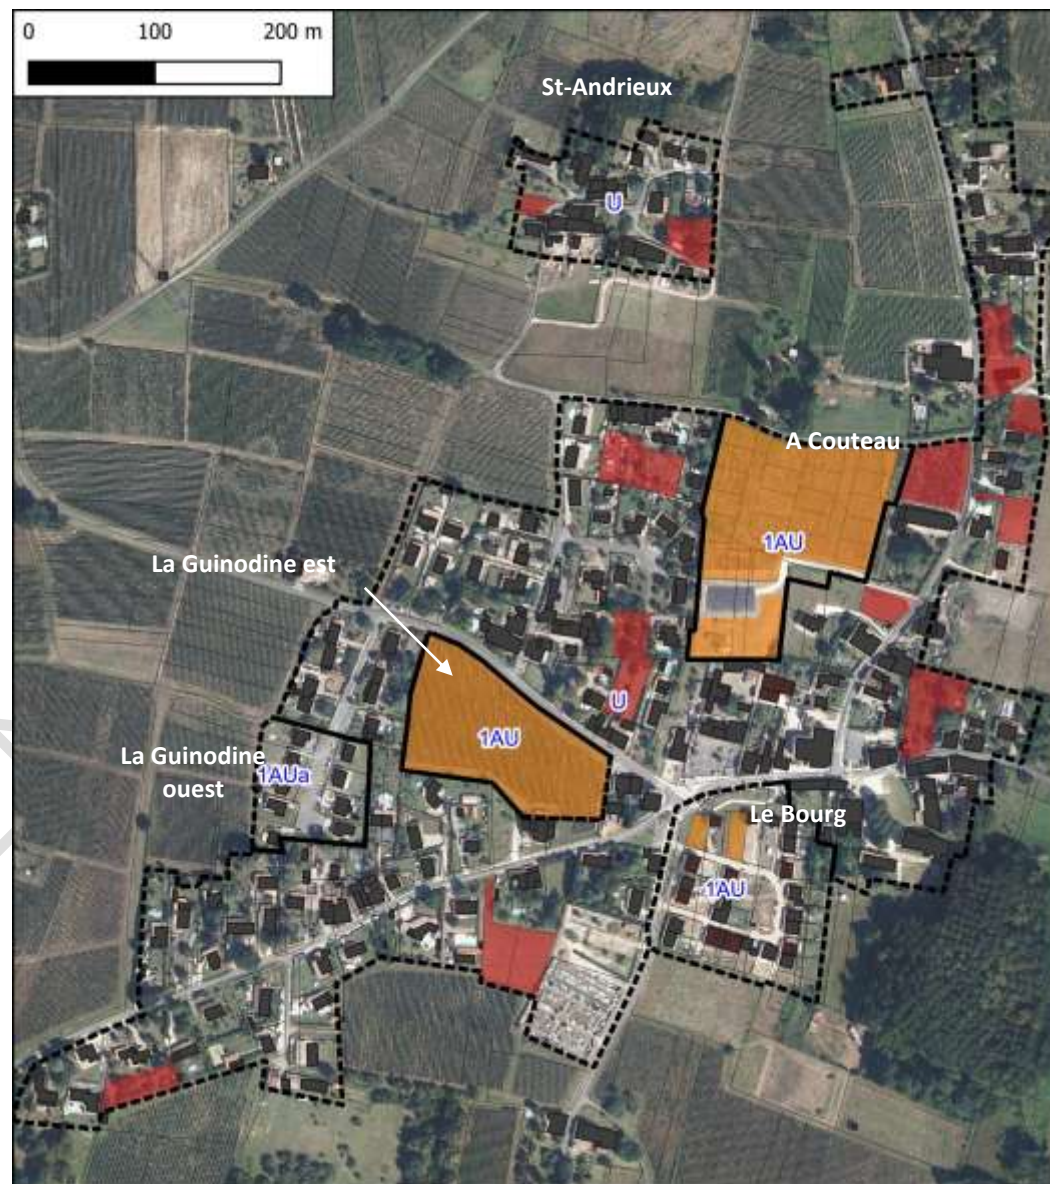 0 100 200 m
St-Andrieux
U
A Couteau
1AU
La Guinodine est
U
1AU
La Guinodine
ouest
1AUa
Le Bourg
1AU